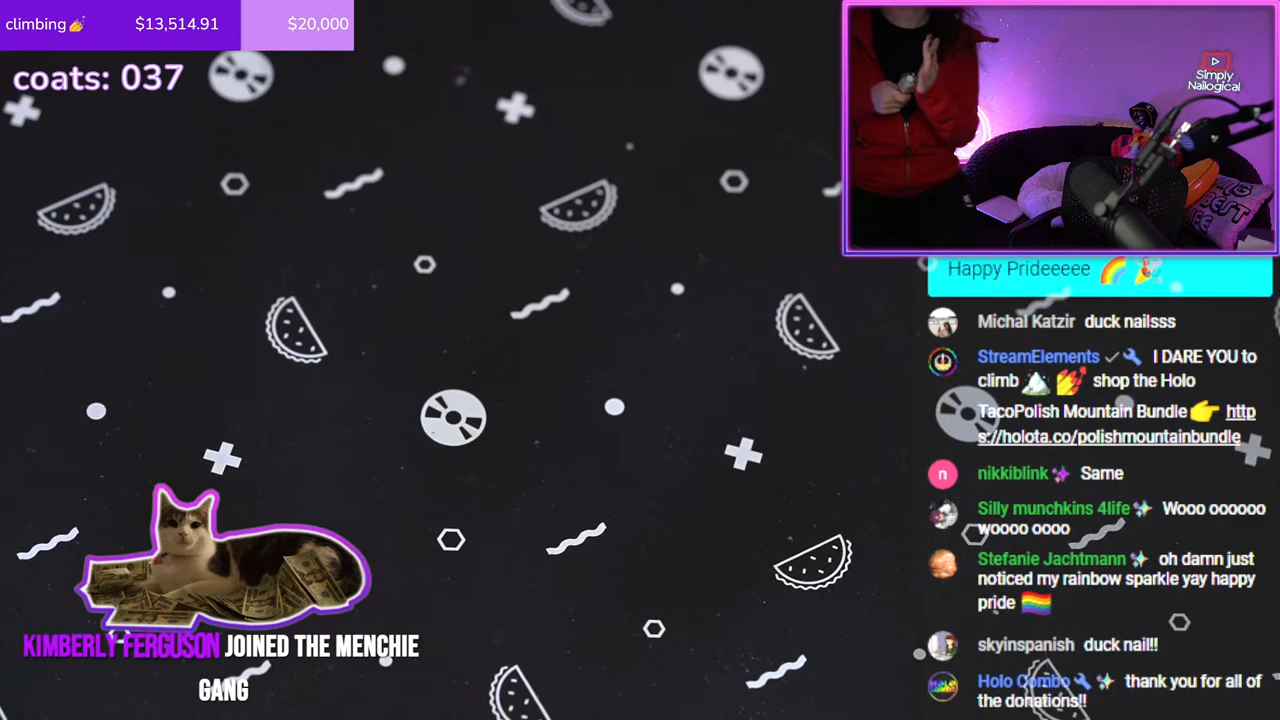 climbing💅 $13,514.91 $20,000
coats: 037
Simply
Nailogical
Happy Prideeeee 🌈 🎉
Michal Katzir duck nailsss
StreamElements I DARE YOU to
climb 🏔️ 💅 shop the Holo
TacoPolish Mountain Bundle 👉 http
s://holota.co/polishmountainbundle
nikkiblink Same
Silly munchkins 4life Wooo oooooo
woooo oooo
Stefanie Jachtmann oh damn just
noticed my rainbow sparkle yay happy
pride 🏳️‍🌈
skyinspanish duck nail!!
Holo Combo thank you for all of
the donations!!
KIMBERLY FERGUSON JOINED THE MENCHIE
GANG